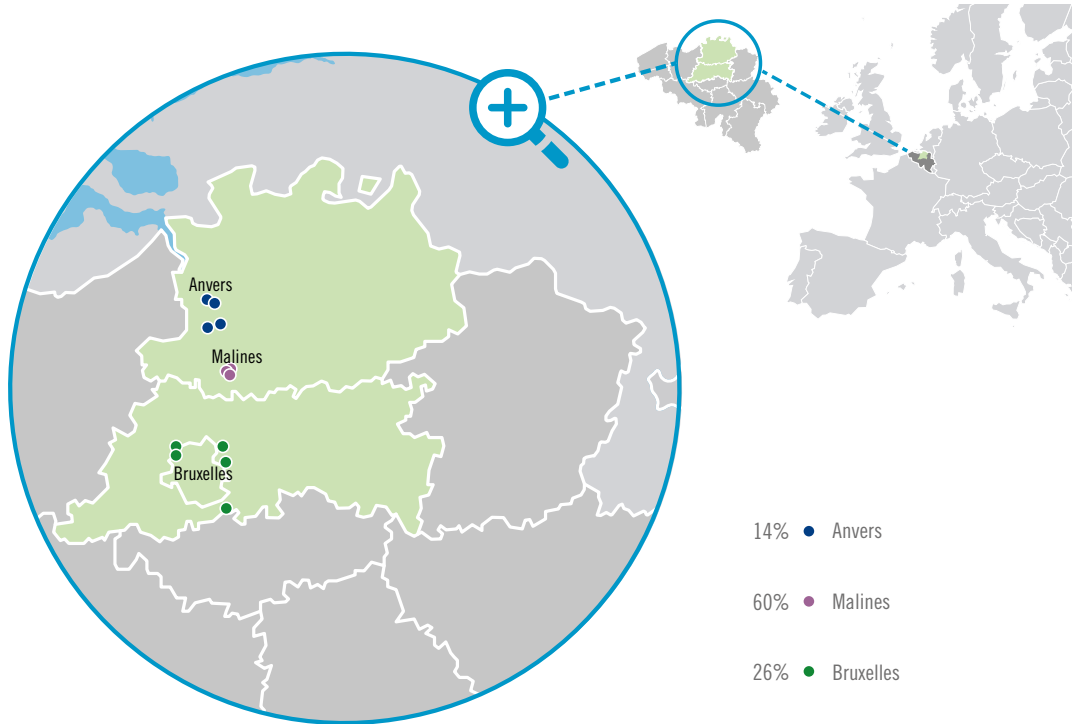 Anvers
Malines
Bruxelles
14% Anvers
60% Malines
26% Bruxelles